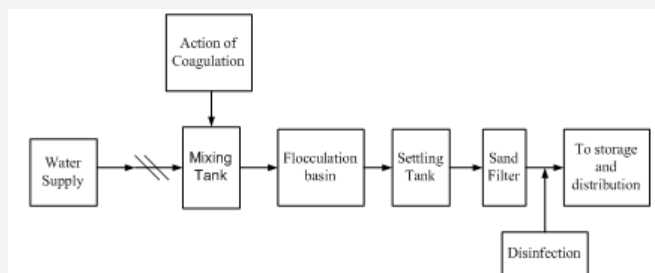 Action of
Coagulation
Water
Supply
Mixing
Tank
Flocculation
basin
Settling
Tank
Sand
Filter
To storage
and
distribution
Disinfection